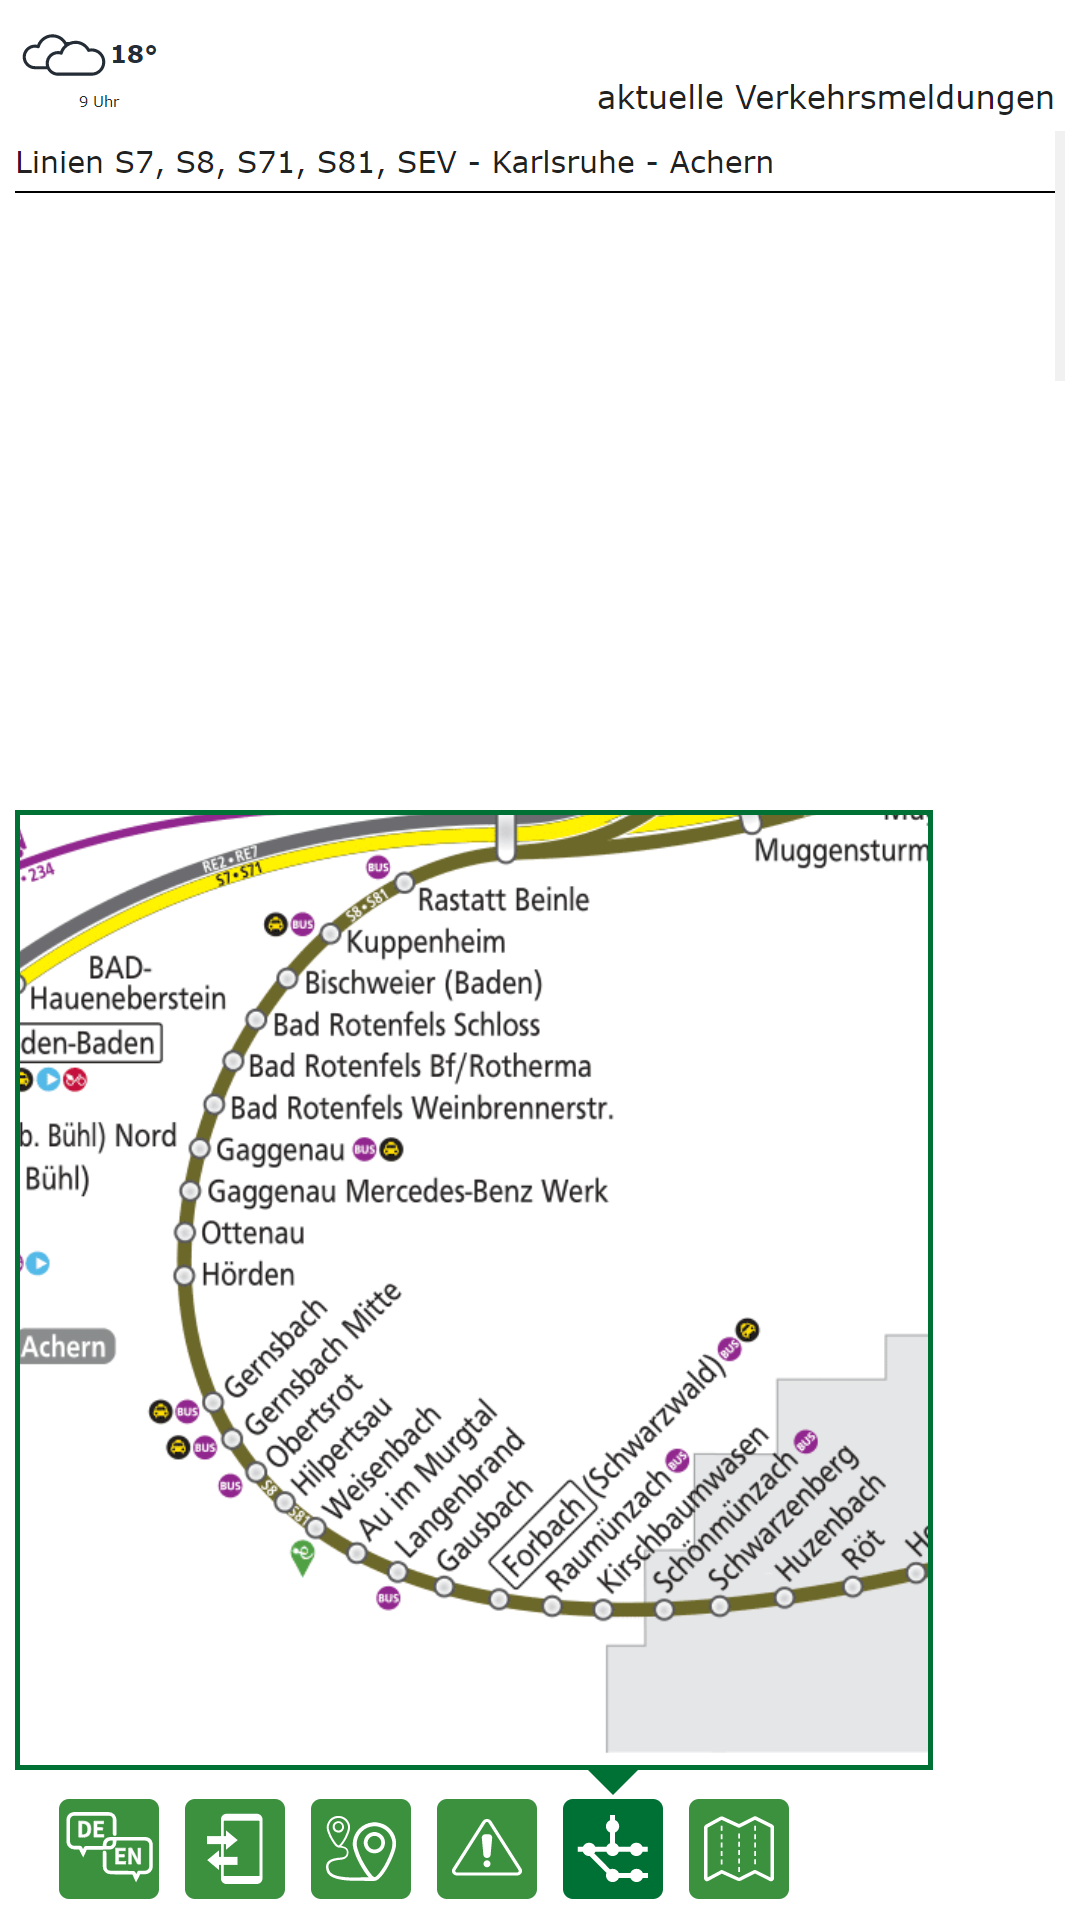 18°
9 Uhr
aktuelle Verkehrsmeldungen
Linien S7, S8, S71, S81, SEV - Karlsruhe - Achern
RE2 • RE7
S7 • S71
• 234
BUS
S8 • S81
Muggensturm
Rastatt Beinle
BUS
Kuppenheim
BAD-
Haueneberstein
Bischweier (Baden)
Bad Rotenfels Schloss
den-Baden
Bad Rotenfels Bf/Rotherma
Bad Rotenfels Weinbrennerstr.
b. Bühl) Nord
Gaggenau BUS
Bühl)
Gaggenau Mercedes-Benz Werk
Ottenau
Hörden
Achern
BUS
Gernsbach
BUS
Gernsbach Mitte
BUS
Obertsrot
S8
Hilpertsau
S81
Weisenbach
Au im Murgtal
BUS
Langenbrand
Gausbach
Forbach (Schwarzwald) BUS
Raumünzach BUS
Kirschbaumwasen
Schönmünzach BUS
Schwarzenberg
Huzenbach
Röt
DE
EN